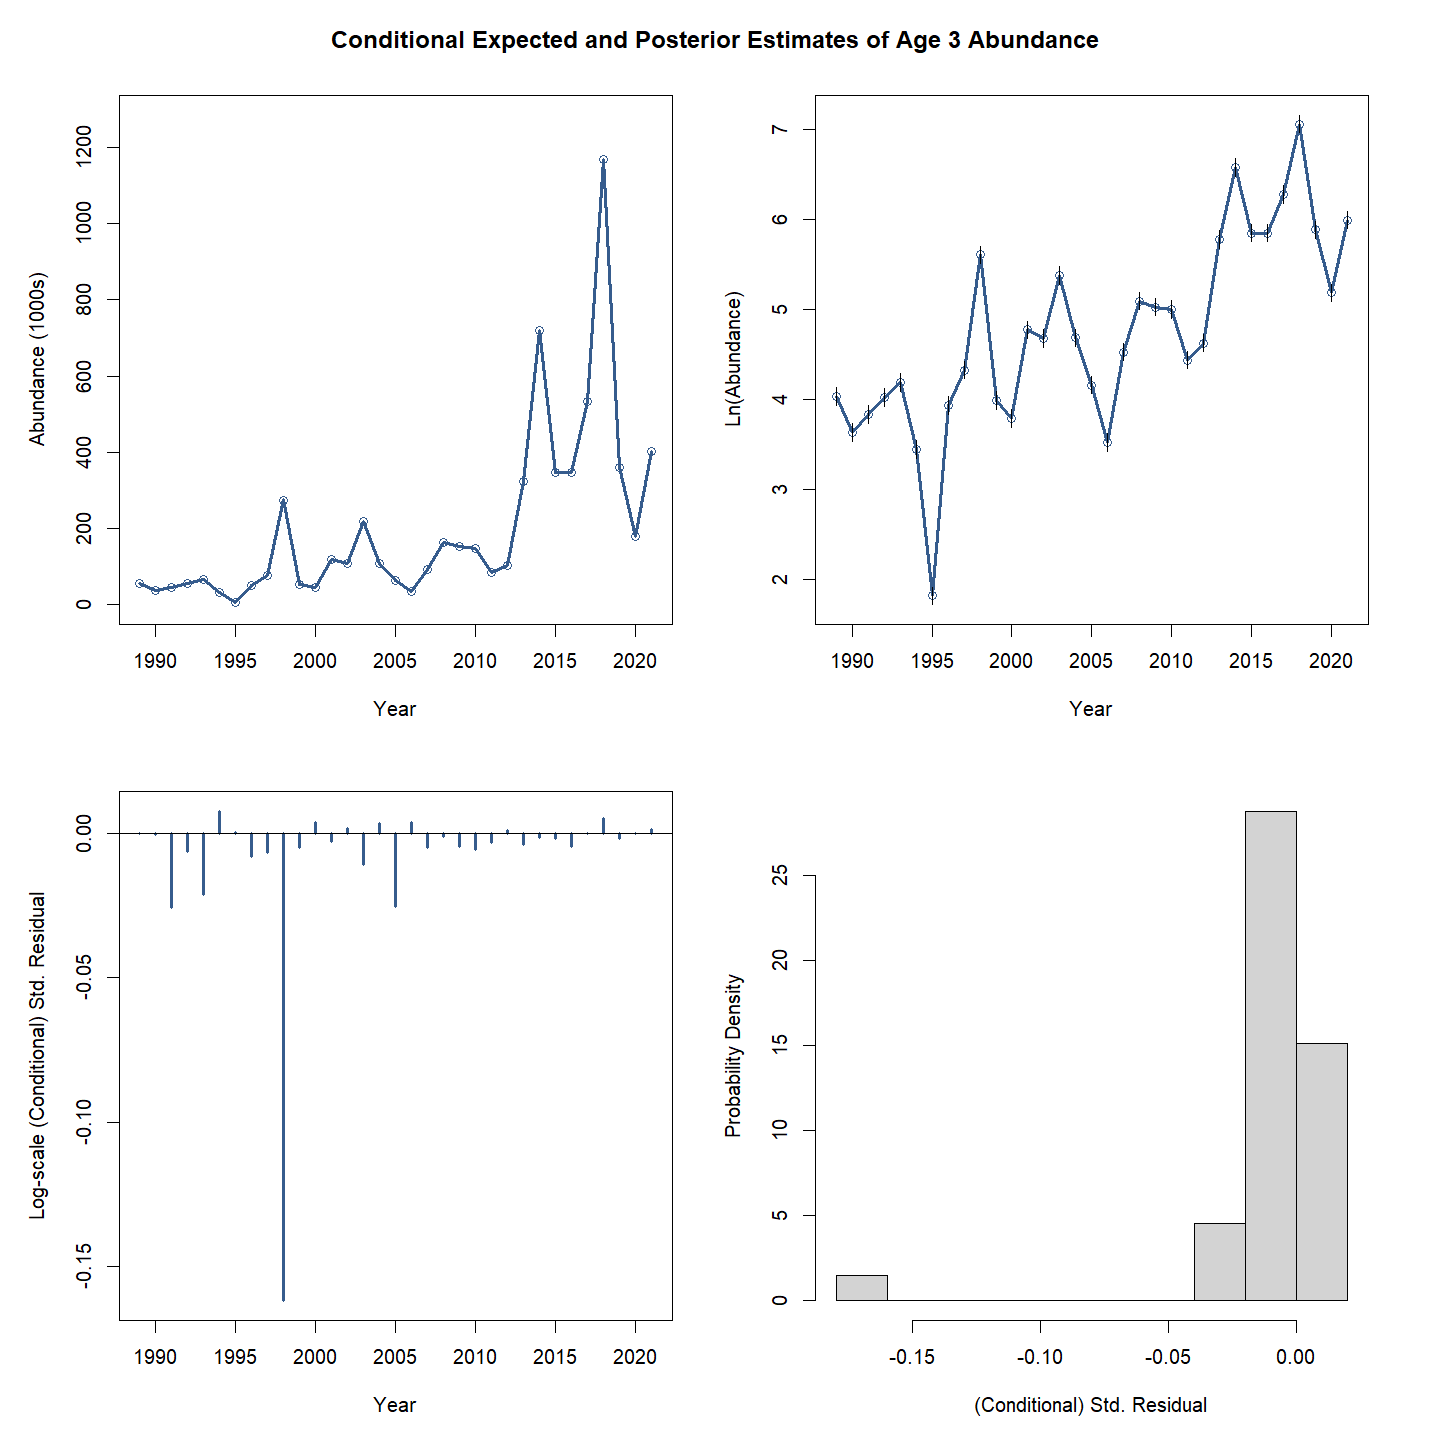 Conditional Expected and Posterior Estimates of Age 3 Abundance
Abundance (1000s)
0 200 400 600 800 1000 1200
1990 1995 2000 2005 2010 2015 2020
Year
Ln(Abundance)
2 3 4 5 6 7
1990 1995 2000 2005 2010 2015 2020
Year
Log-scale (Conditional) Std. Residual
-0.15 -0.10 -0.05 0.00
1990 1995 2000 2005 2010 2015 2020
Year
Probability Density
0 5 10 15 20 25
-0.15 -0.10 -0.05 0.00
(Conditional) Std. Residual